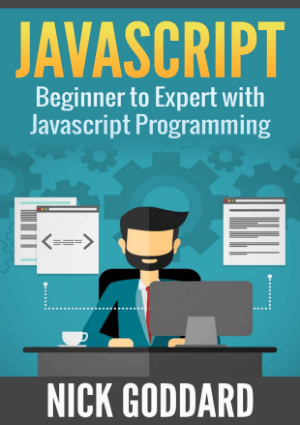 JAVASCRIPT
Beginner to Expert with
Javascript Programming
<===>
NICK GODDARD